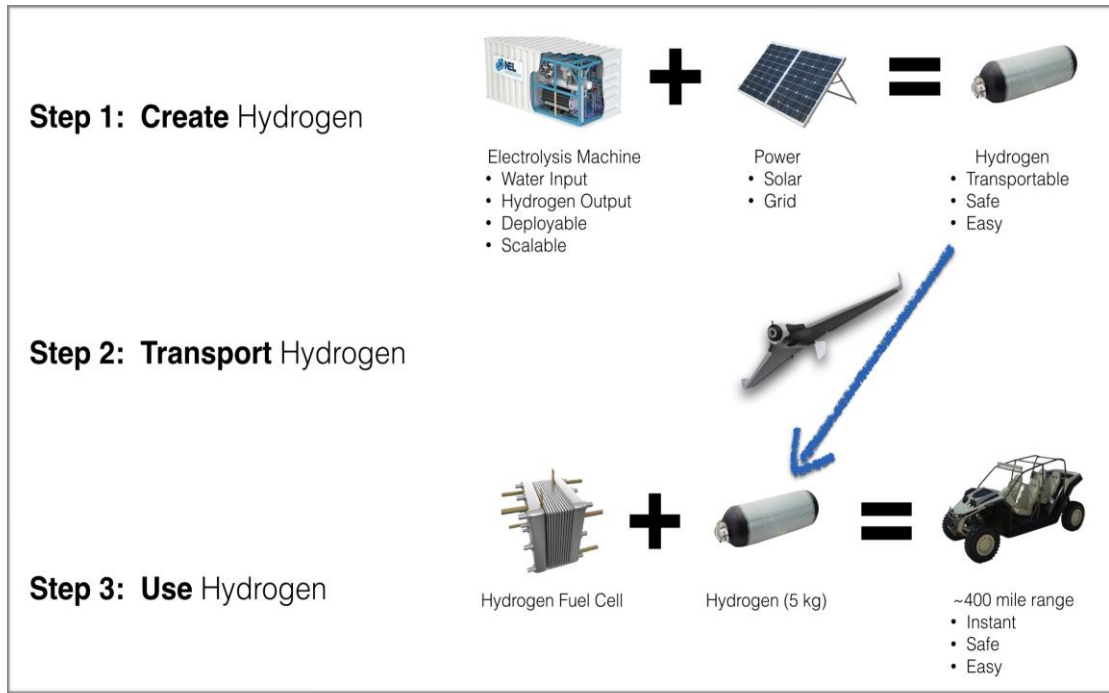 Step 1: Create Hydrogen
NEL
Electrolysis Machine
• Water Input
• Hydrogen Output
• Deployable
• Scalable
Power
• Solar
• Grid
Hydrogen
• Transportable
• Safe
• Easy
Step 2: Transport Hydrogen
Step 3: Use Hydrogen
Hydrogen Fuel Cell
Hydrogen (5 kg)
~400 mile range
• Instant
• Safe
• Easy